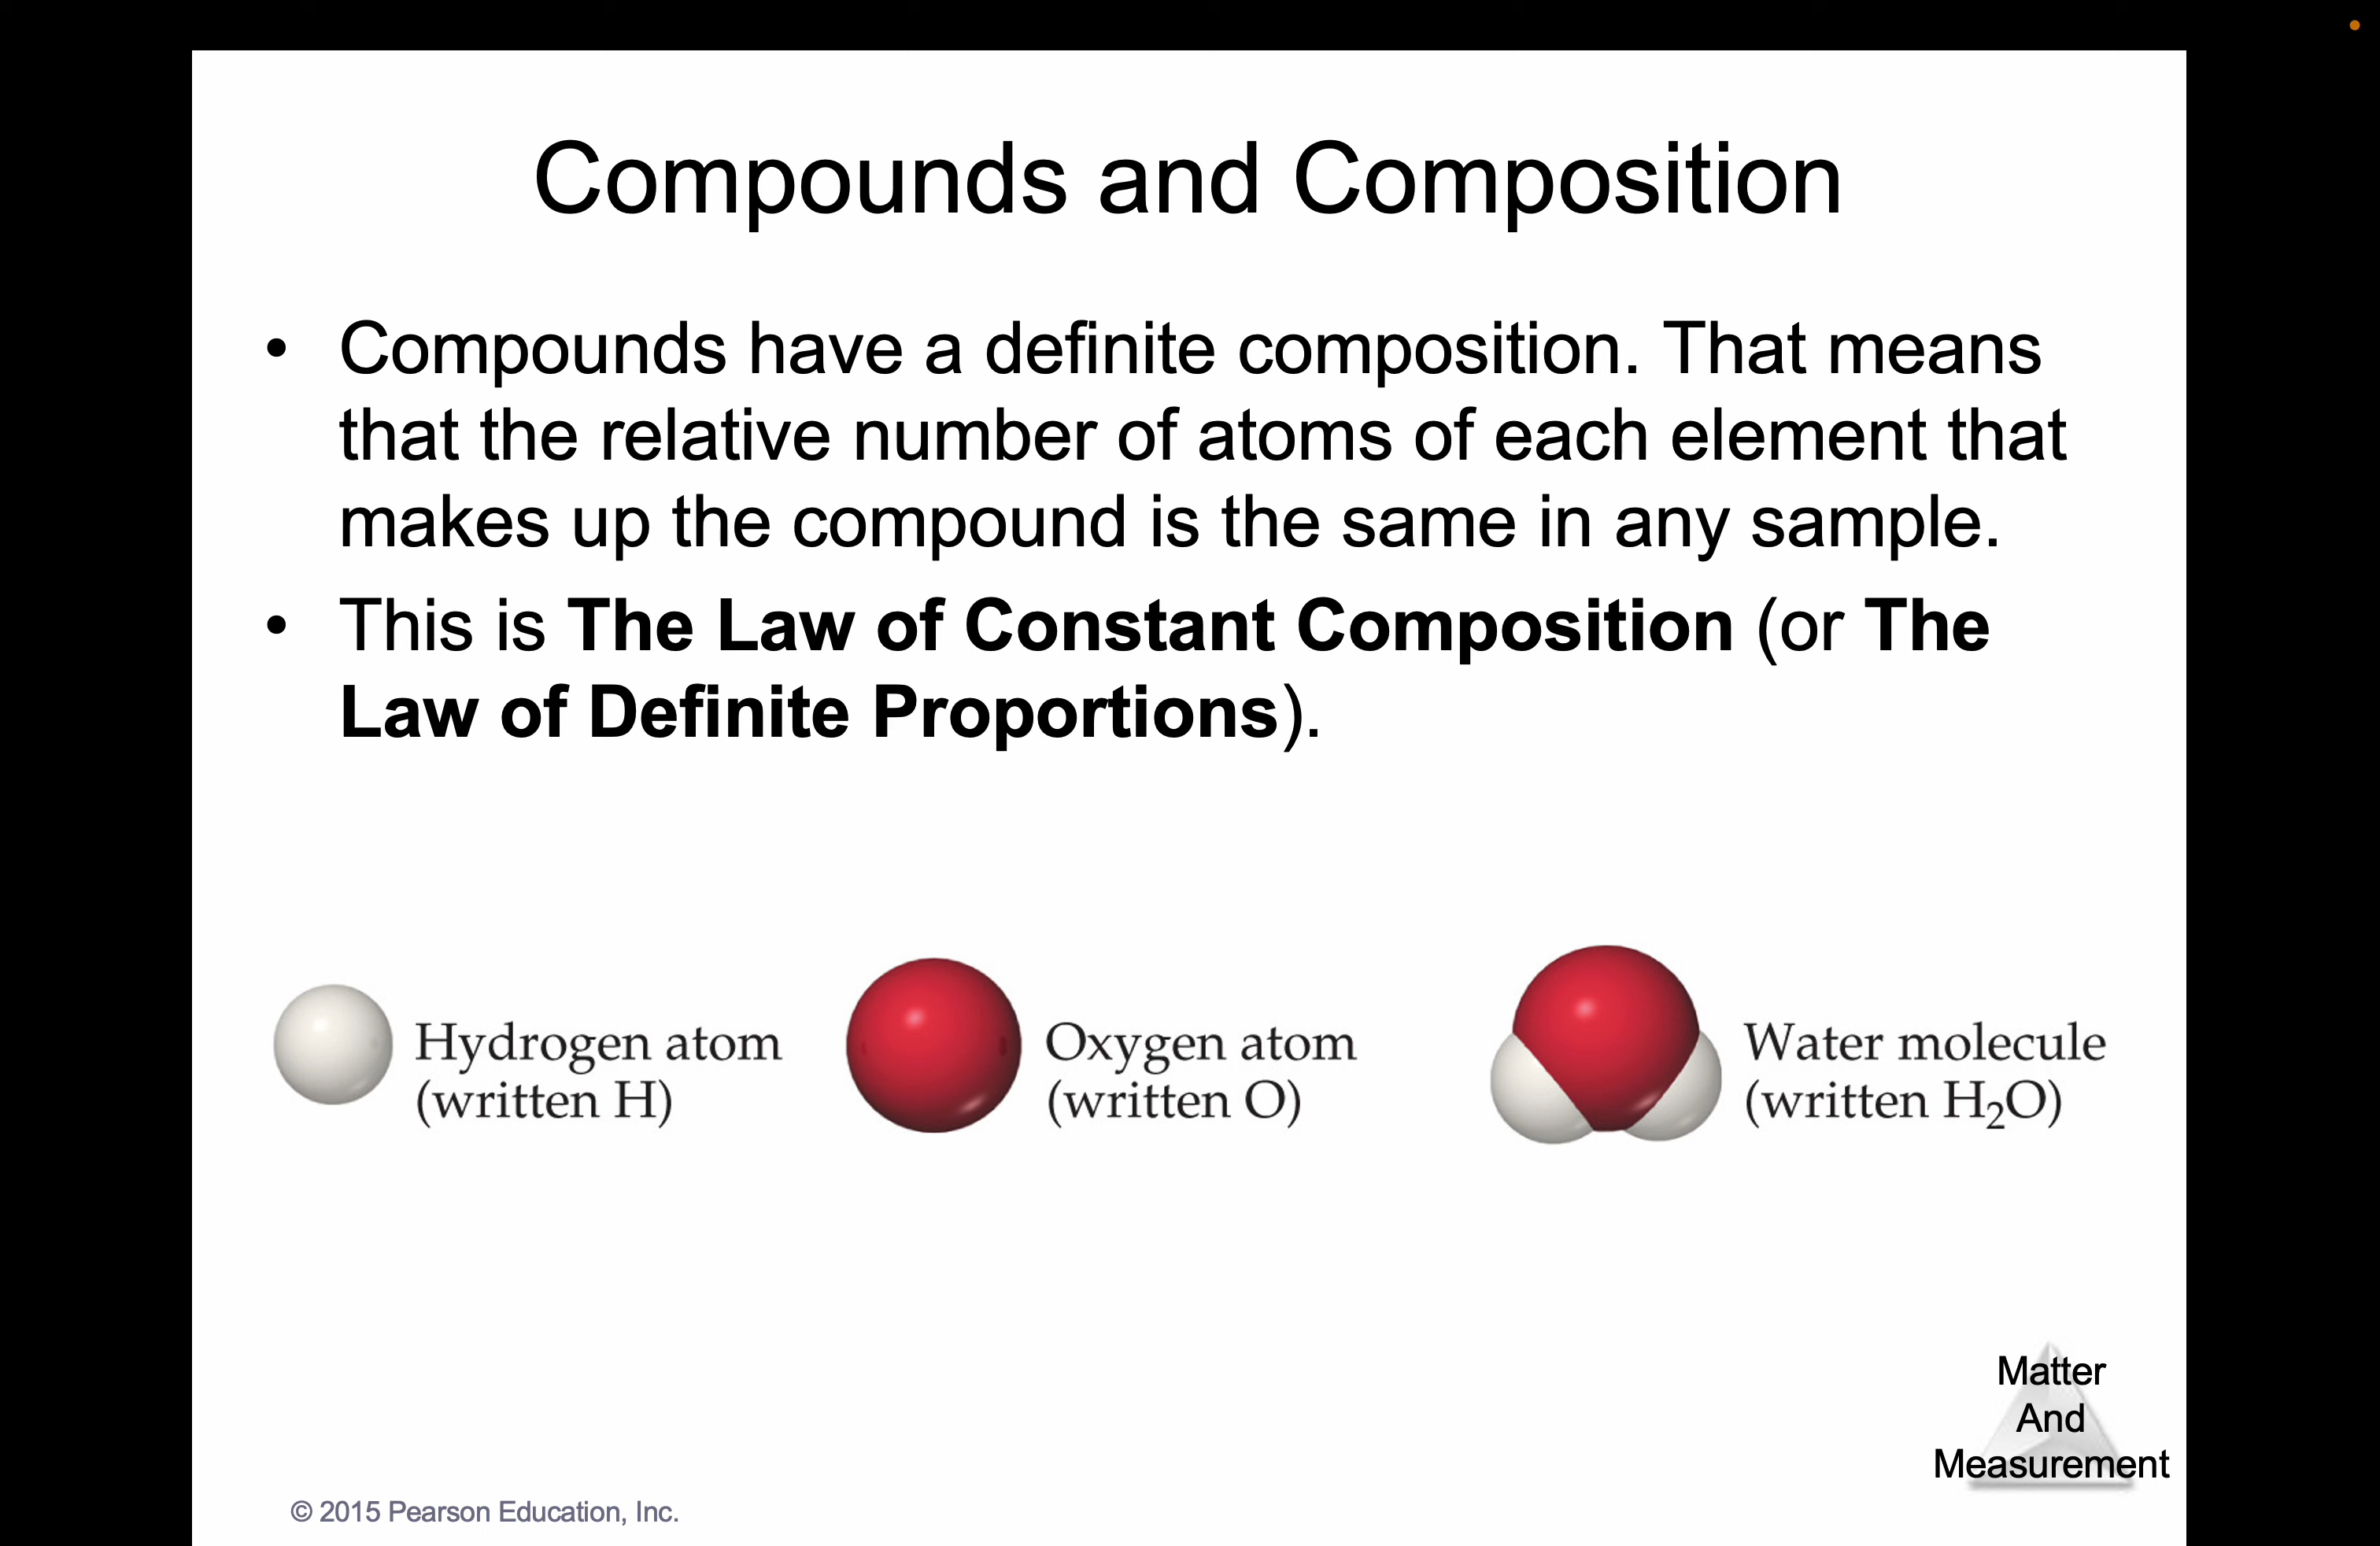 Compounds and Composition
• Compounds have a definite composition. That means
that the relative number of atoms of each element that
makes up the compound is the same in any sample.
• This is The Law of Constant Composition (or The
Law of Definite Proportions).
Hydrogen atom
(written H)
Oxygen atom
(written O)
Water molecule
(written H₂O)
Matter
And
Measurement
© 2015 Pearson Education, Inc.